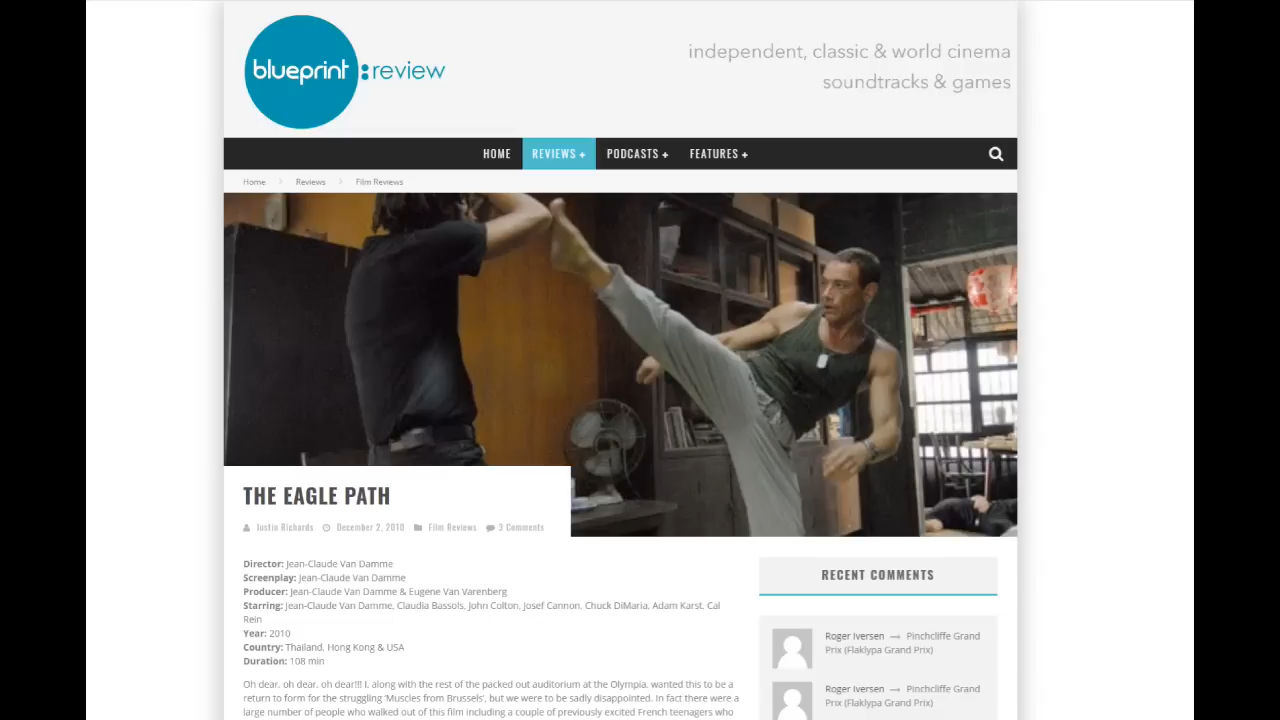 blueprint:review
independent, classic & world cinema
soundtracks & games
HOME REVIEWS + PODCASTS + FEATURES +
Home > Reviews > Film Reviews
THE EAGLE PATH
Justin Richards December 2, 2010 Film Reviews 3 Comments
Director: Jean-Claude Van Damme
Screenplay: Jean-Claude Van Damme
Producer: Jean-Claude Van Damme & Eugene Van Varenberg
Starring: Jean-Claude Van Damme, Claudia Bassols, John Colton, Josef Cannon, Chuck DiMaria, Adam Karst, Cal
Rein
Year: 2010
Country: Thailand, Hong Kong & USA
Duration: 108 min
Oh dear, oh dear, oh dear!!! I, along with the rest of the packed out auditorium at the Olympia, wanted this to be a
return to form for the struggling 'Muscles from Brussels', but we were to be sadly disappointed. In fact there were a
large number of people who walked out of this film including a couple of previously excited French teenagers who
RECENT COMMENTS
Roger Iversen → Pinchcliffe Grand
Prix (Flaklypa Grand Prix)
Roger Iversen → Pinchcliffe Grand
Prix (Flaklypa Grand Prix)